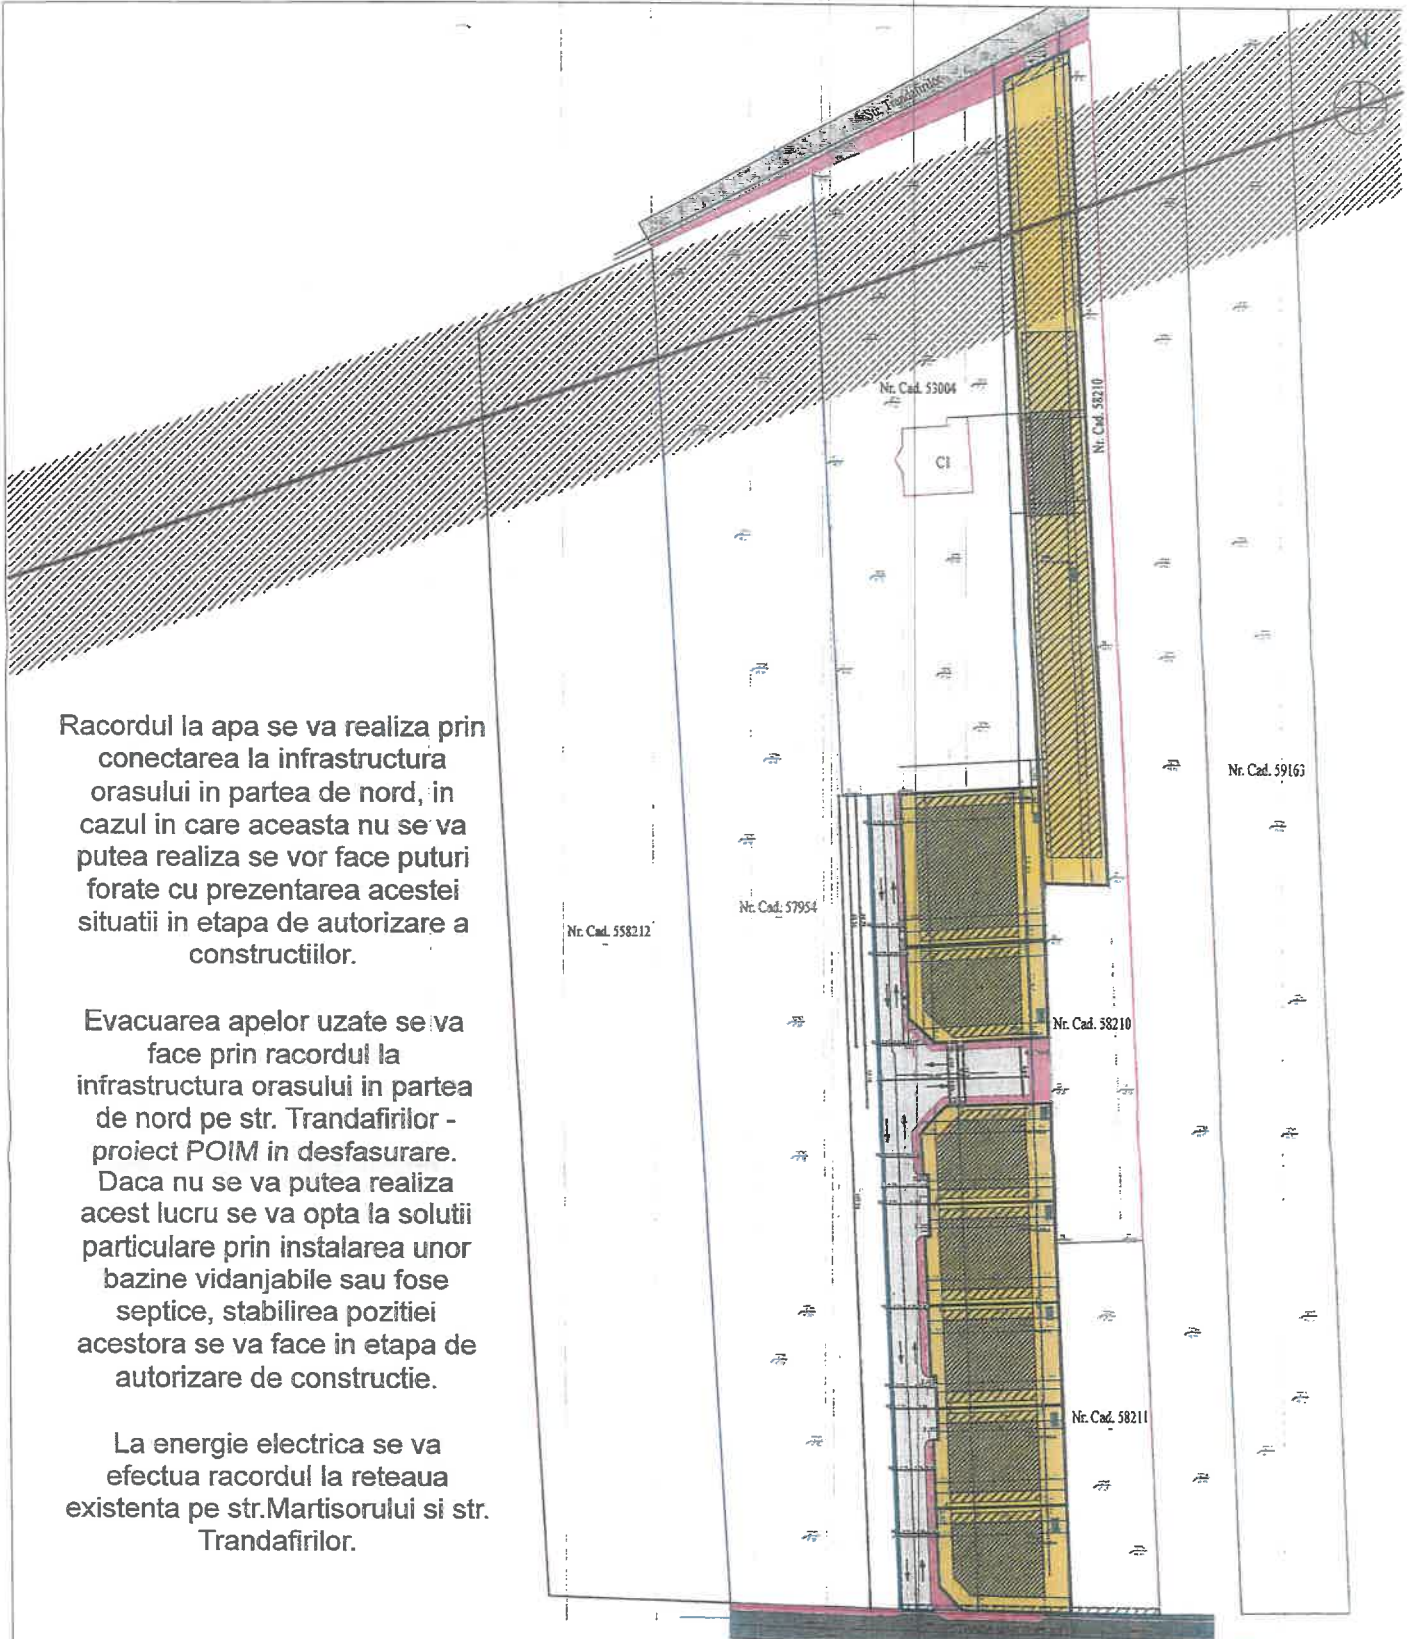 N
Str. Trandafirilor
Nr. Cad. 53004
C1
Nr. Cad. 58210
Racordul la apa se va realiza prin
conectarea la infrastructura
orasului in partea de nord, in
cazul in care aceasta nu se va
putea realiza se vor face puturi
forate cu prezentarea acestei
situatii in etapa de autorizare a
constructiilor.
Nr. Cad. 59163
Nr. Cad. 57954
Nr. Cad. 558212
Evacuarea apelor uzate se va
face prin racordul la
infrastructura orasului in partea
de nord pe str. Trandafirilor -
proiect POIM in desfasurare.
Daca nu se va putea realiza
acest lucru se va opta la solutii
particulare prin instalarea unor
bazine vidanjabile sau fose
septice, stabilirea pozitiei
acestora se va face in etapa de
autorizare de constructie.
Nr. Cad. 58210
Nr. Cad. 58211
La energie electrica se va
efectua racordul la reteaua
existenta pe str.Martisorului si str.
Trandafirilor.